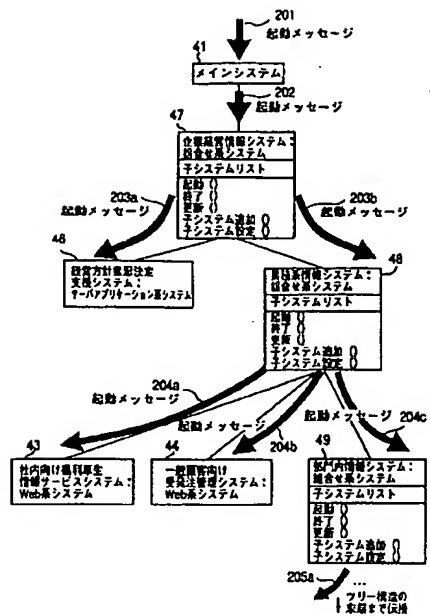 201
起動メッセージ
41
メインシステム
202
起動メッセージ
47
企業経営情報システム：
組合せ系システム
子システムリスト
起動 ()
終了 ()
更新 ()
子システム追加 ()
子システム設定 ()
203a
起動メッセージ
203b
起動メッセージ
46
経営方針意思決定
支援システム：
サーバアプリケーション系システム
48
情報システム：
組合せ系システム
子システムリスト
起動 ()
終了 ()
更新 ()
子システム追加 ()
子システム設定 ()
204a
起動メッセージ
起動メッセージ
204b
起動メッセージ
204c
43
社内向け福利厚生
情報サービスシステム：
Web系システム
44
一般顧客向け
受発注管理システム：
Web系システム
49
部門内情報システム：
組合せ系システム
子システムリスト
起動 ()
終了 ()
更新 ()
子システム追加 ()
子システム設定 ()
205a
…
ツリー構造の
末端まで伝搬